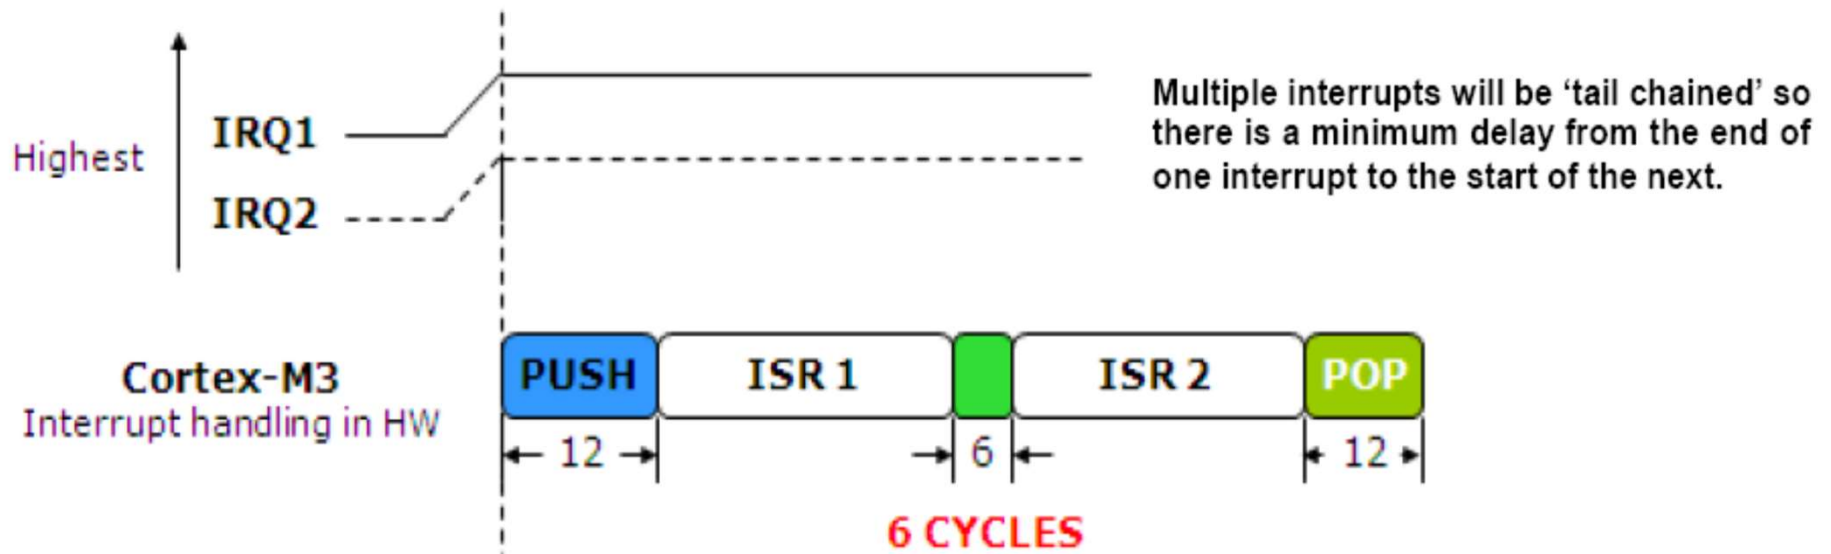 Highest
IRQ1
IRQ2
Multiple interrupts will be ‘tail chained’ so
there is a minimum delay from the end of
one interrupt to the start of the next.
Cortex-M3
Interrupt handling in HW
PUSH
ISR 1
ISR 2
POP
12
6
12
6 CYCLES